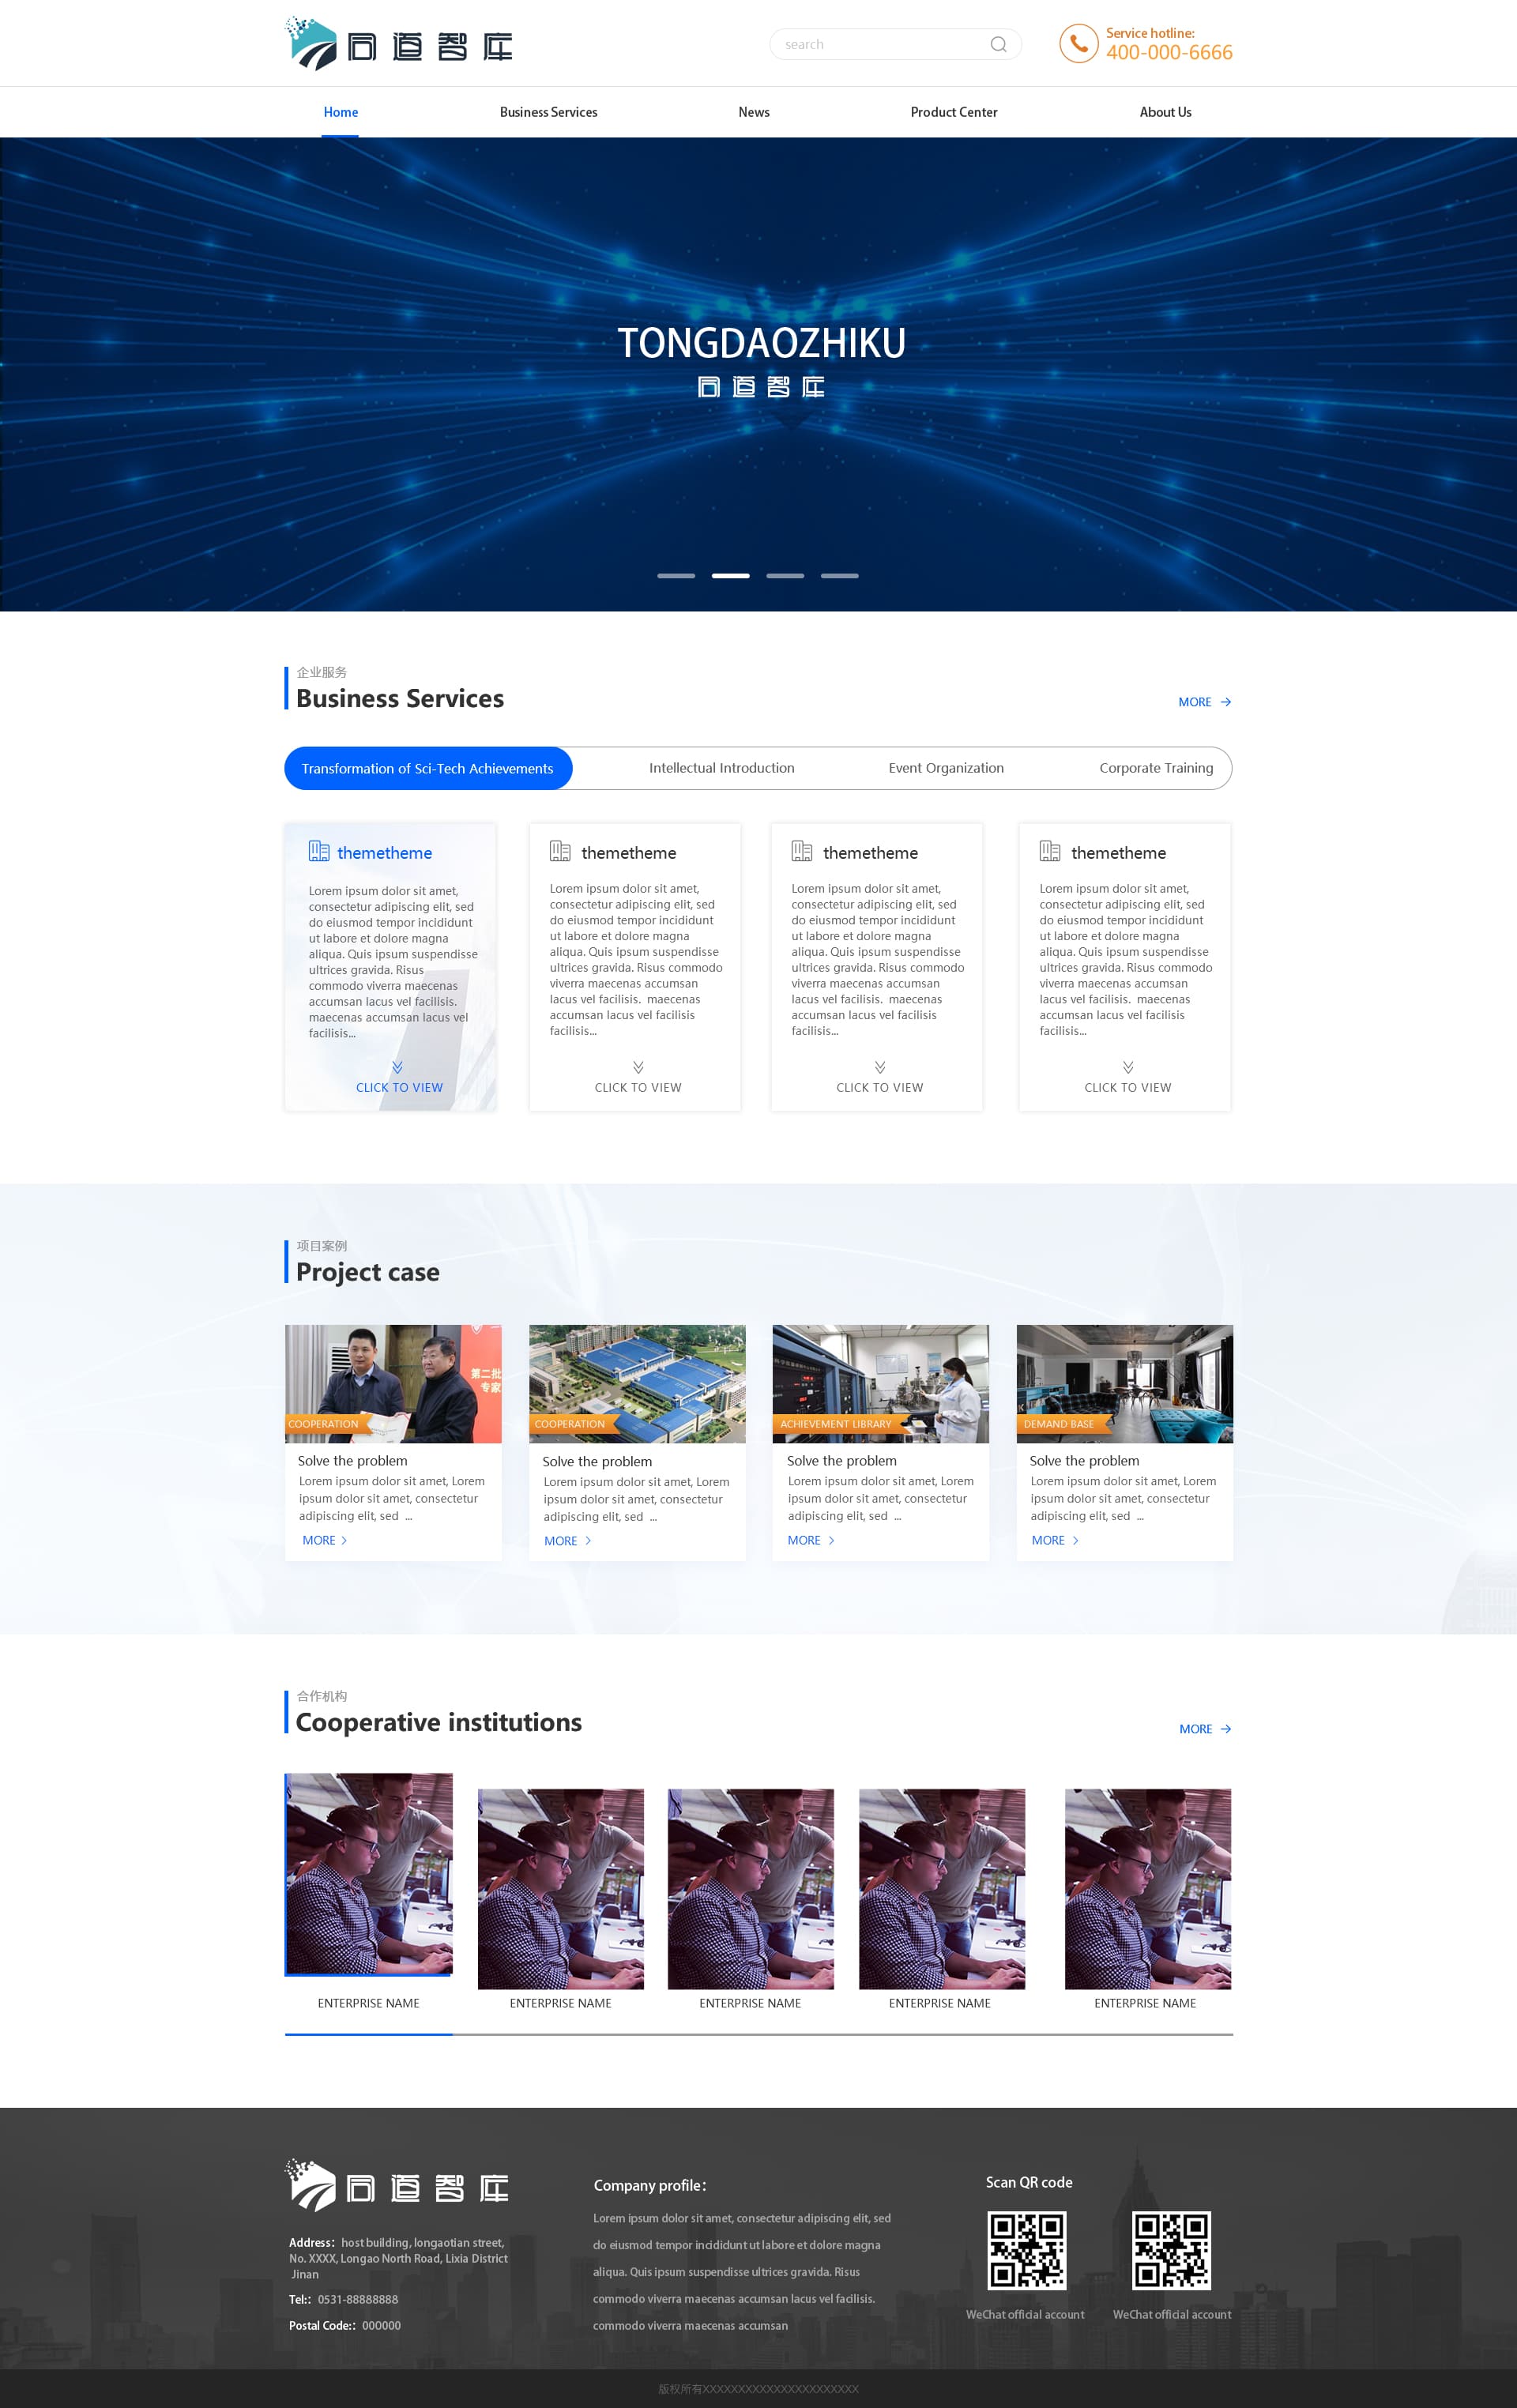 同道智库
search
Service hotline:
400-000-6666
Home
Business Services
News
Product Center
About Us
TONGDAOZHIKU
同道智库
企业服务
Business Services
MORE
Transformation of Sci-Tech Achievements
Intellectual Introduction
Event Organization
Corporate Training
themetheme
Lorem ipsum dolor sit amet,
consectetur adipiscing elit, sed
do eiusmod tempor incididunt
ut labore et dolore magna
aliqua. Quis ipsum suspendisse
ultrices gravida. Risus
commodo viverra maecenas
accumsan lacus vel facilisis.
maecenas accumsan lacus vel
facilisis...
CLICK TO VIEW
themetheme
Lorem ipsum dolor sit amet,
consectetur adipiscing elit, sed
do eiusmod tempor incididunt
ut labore et dolore magna
aliqua. Quis ipsum suspendisse
ultrices gravida. Risus commodo
viverra maecenas accumsan
lacus vel facilisis.  maecenas
accumsan lacus vel facilisis
facilisis...
CLICK TO VIEW
themetheme
Lorem ipsum dolor sit amet,
consectetur adipiscing elit, sed
do eiusmod tempor incididunt
ut labore et dolore magna
aliqua. Quis ipsum suspendisse
ultrices gravida. Risus commodo
viverra maecenas accumsan
lacus vel facilisis.  maecenas
accumsan lacus vel facilisis
facilisis...
CLICK TO VIEW
themetheme
Lorem ipsum dolor sit amet,
consectetur adipiscing elit, sed
do eiusmod tempor incididunt
ut labore et dolore magna
aliqua. Quis ipsum suspendisse
ultrices gravida. Risus commodo
viverra maecenas accumsan
lacus vel facilisis.  maecenas
accumsan lacus vel facilisis
facilisis...
CLICK TO VIEW
项目案例
Project case
第二批
专家
COOPERATION
Solve the problem
Lorem ipsum dolor sit amet, Lorem
ipsum dolor sit amet, consectetur
adipiscing elit, sed  ...
MORE
COOPERATION
Solve the problem
Lorem ipsum dolor sit amet, Lorem
ipsum dolor sit amet, consectetur
adipiscing elit, sed  ...
MORE
ACHIEVEMENT LIBRARY
Solve the problem
Lorem ipsum dolor sit amet, Lorem
ipsum dolor sit amet, consectetur
adipiscing elit, sed  ...
MORE
DEMAND BASE
Solve the problem
Lorem ipsum dolor sit amet, Lorem
ipsum dolor sit amet, consectetur
adipiscing elit, sed  ...
MORE
合作机构
Cooperative institutions
MORE
ENTERPRISE NAME
ENTERPRISE NAME
ENTERPRISE NAME
ENTERPRISE NAME
ENTERPRISE NAME
同道智库
Address：host building, longaotian street,
No. XXXX, Longao North Road, Lixia District
Jinan
Tel:：0531-88888888
Postal Code:：000000
Company profile：
Lorem ipsum dolor sit amet, consectetur adipiscing elit, sed
do eiusmod tempor incididunt ut labore et dolore magna
aliqua. Quis ipsum suspendisse ultrices gravida. Risus
commodo viverra maecenas accumsan lacus vel facilisis.
commodo viverra maecenas accumsan
Scan QR code
WeChat official account
WeChat official account
版权所有XXXXXXXXXXXXXXXXXXXXXXXX